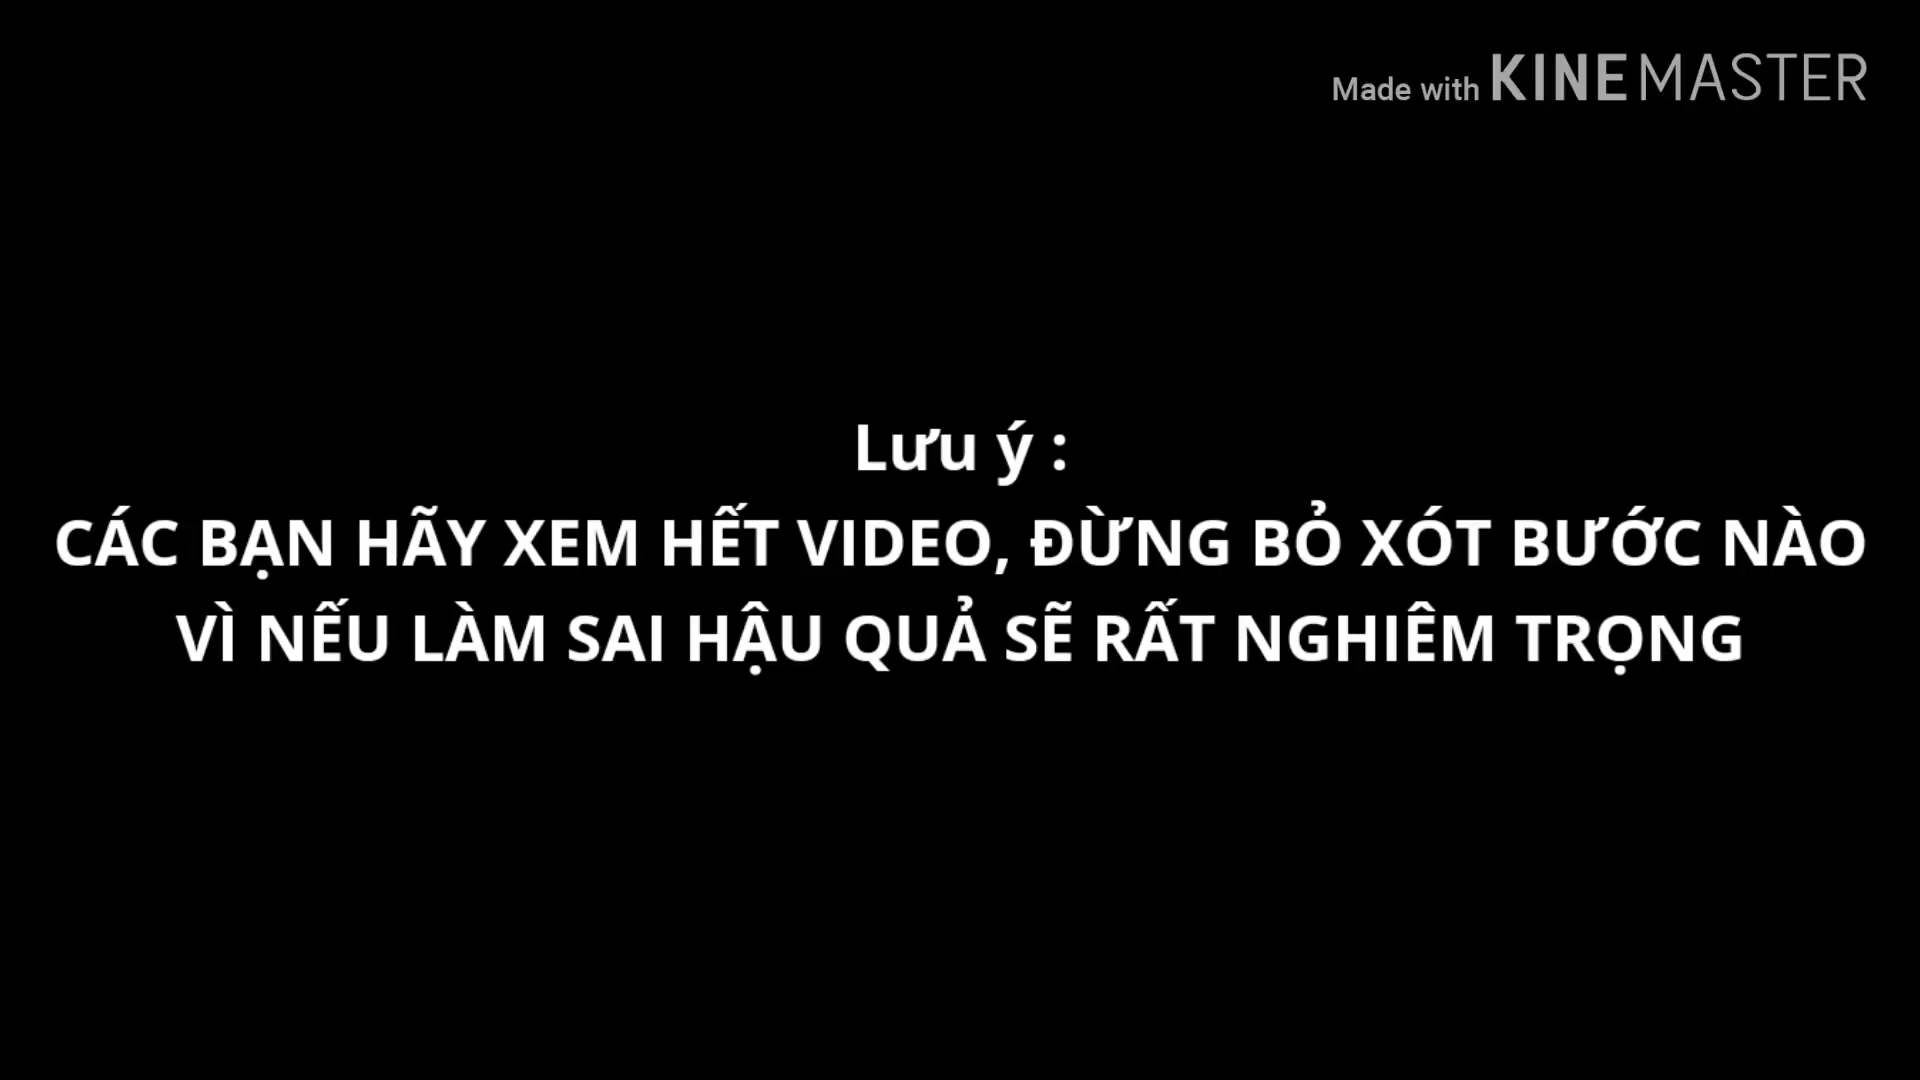 Made with KINEMASTER
Lưu ý :
CÁC BẠN HÃY XEM HẾT VIDEO, ĐỪNG BỎ XÓT BƯỚC NÀO
VÌ NẾU LÀM SAI HẬU QUẢ SẼ RẤT NGHIÊM TRỌNG